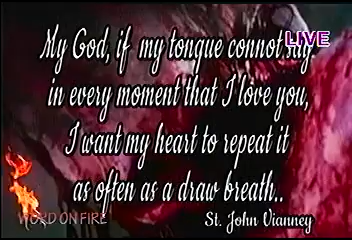 My God, if my tongue connot say
LIVE
in every moment that I love you,
I want my heart to repeat it
as often as a draw breath..
WORD ON FIRE
St. John Vianney